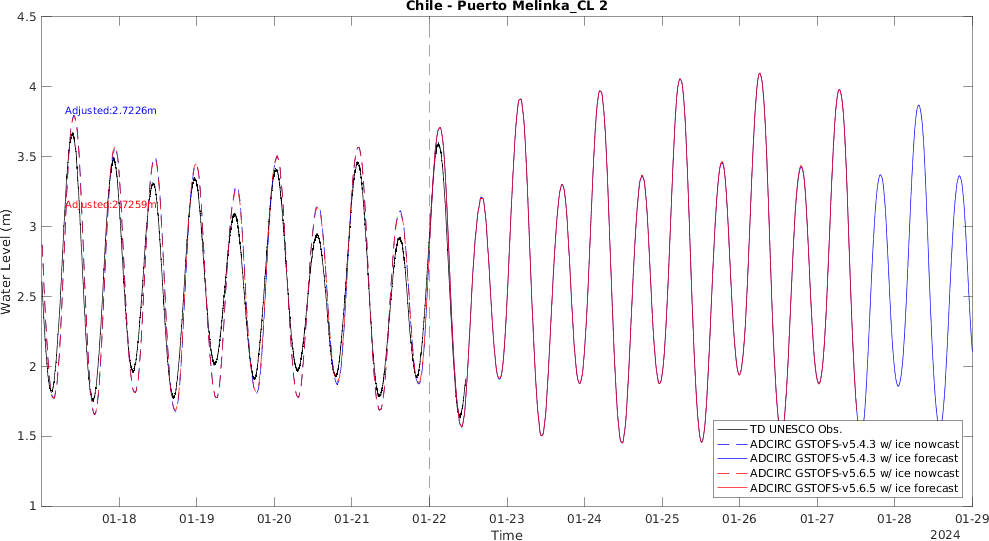 Chile - Puerto Melinka_CL 2
4.5
4
3.5
3
2.5
2
1.5
1
Water Level (m)
Adjusted:2.7226m
Adjusted:2.7259m
TD UNESCO Obs.
ADCIRC GSTOFS-v5.4.3 w/ ice nowcast
ADCIRC GSTOFS-v5.4.3 w/ ice forecast
ADCIRC GSTOFS-v5.6.5 w/ ice nowcast
ADCIRC GSTOFS-v5.6.5 w/ ice forecast
01-18 01-19 01-20 01-21 01-22 01-23 01-24 01-25 01-26 01-27 01-28 01-29
Time
2024